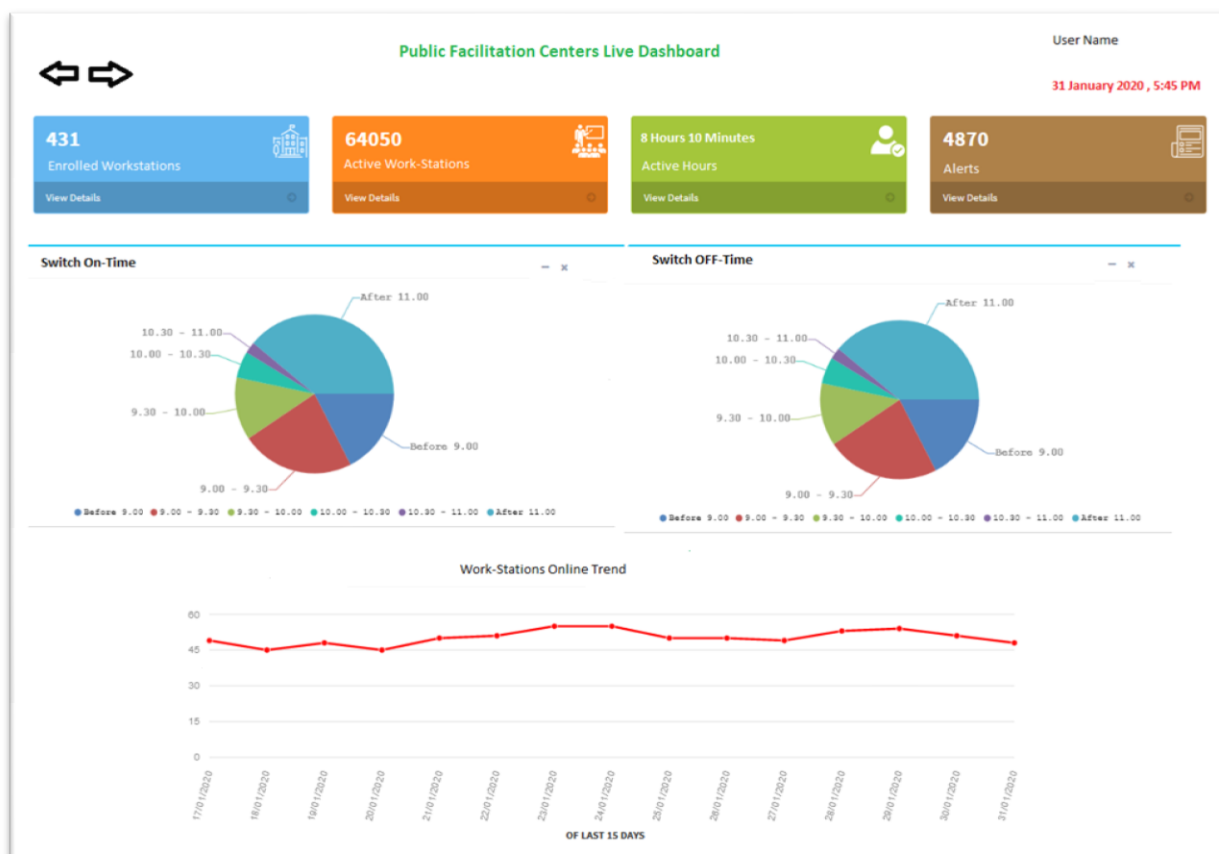 Public Facilitation Centers Live Dashboard
User Name
31 January 2020 , 5:45 PM
431
Enrolled Workstations
View Details
64050
Active Work-Stations
View Details
8 Hours 10 Minutes
Active Hours
View Details
4870
Alerts
View Details
Switch On-Time
After 11.00
10.30 - 11.00
10.00 - 10.30
9.30 - 10.00
Before 9.00
9.00 - 9.30
Before 9.00 9.00 - 9.30 9.30 - 10.00 10.00 - 10.30 10.30 - 11.00 After 11.00
Switch OFF-Time
After 11.00
10.30 - 11.00
10.00 - 10.30
9.30 - 10.00
Before 9.00
9.00 - 9.30
Before 9.00 9.00 - 9.30 9.30 - 10.00 10.00 - 10.30 10.30 - 11.00 After 11.00
Work-Stations Online Trend
60
45
30
15
0
17/01/2020
18/01/2020
19/01/2020
20/01/2020
21/01/2020
22/01/2020
23/01/2020
24/01/2020
25/01/2020
26/01/2020
27/01/2020
28/01/2020
29/01/2020
30/01/2020
31/01/2020
OF LAST 15 DAYS